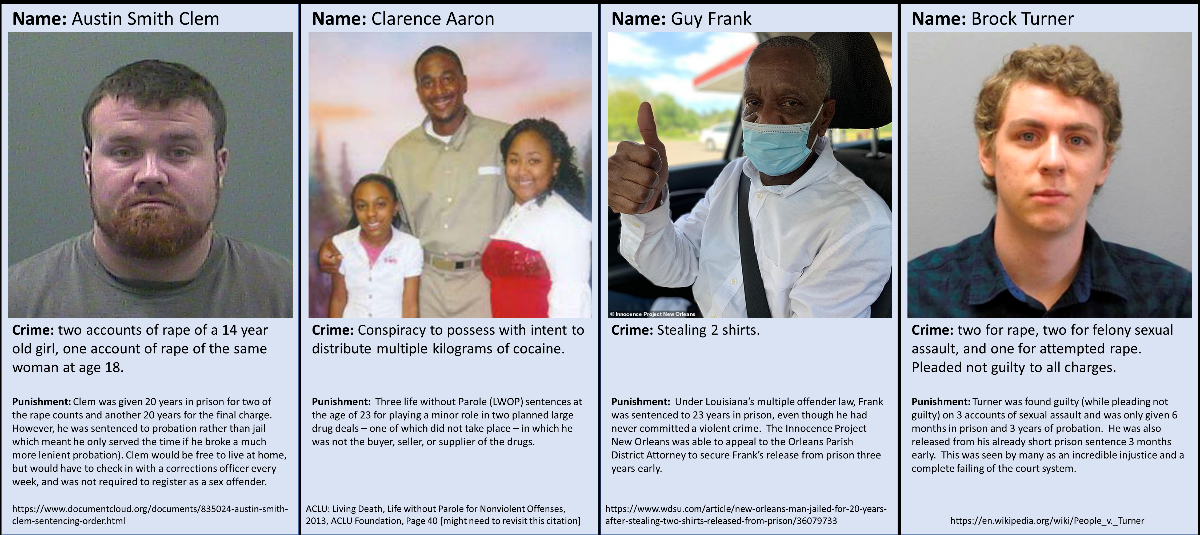 Name: Austin Smith Clem
Crime: two accounts of rape of a 14 year
old girl, one account of rape of the same
woman at age 18.
Punishment: Clem was given 20 years in prison for two of
the rape counts and another 20 years for the final charge.
However, he was sentenced to probation rather than jail
which meant he only served the time if he broke a much
more lenient probation). Clem would be free to live at home,
but would have to check in with a corrections officer every
week, and was not required to register as a sex offender.
https://www.documentcloud.org/documents/835024-austin-smith-
clem-sentencing-order.html
Name: Clarence Aaron
Crime: Conspiracy to possess with intent to
distribute multiple kilograms of cocaine.
Punishment: Three life without Parole (LWOP) sentences at
the age of 23 for playing a minor role in two planned large
drug deals – one of which did not take place – in which he
was not the buyer, seller, or supplier of the drugs.
ACLU: Living Death, Life without Parole for Nonviolent Offenses,
2013, ACLU Foundation, Page 40 [might need to revisit this citation]
Name: Guy Frank
© Innocence Project New Orleans
Crime: Stealing 2 shirts.
Punishment: Under Louisiana's multiple offender law, Frank
was sentenced to 23 years in prison, even though he had
never committed a violent crime. The Innocence Project
New Orleans was able to appeal to the Orleans Parish
District Attorney to secure Frank's release from prison three
years early.
https://www.wdsu.com/article/new-orleans-man-jailed-for-20-years-
after-stealing-two-shirts-released-from-prison/36079733
Name: Brock Turner
Crime: two for rape, two for felony sexual
assault, and one for attempted rape.
Pleaded not guilty to all charges.
Punishment: Turner was found guilty (while pleading not
guilty) on 3 accounts of sexual assault and was only given 6
months in prison and 3 years of probation. He was also
released from his already short prison sentence 3 months
early. This was seen by many as an incredible injustice and a
complete failing of the court system.
https://en.wikipedia.org/wiki/People_v._Turner